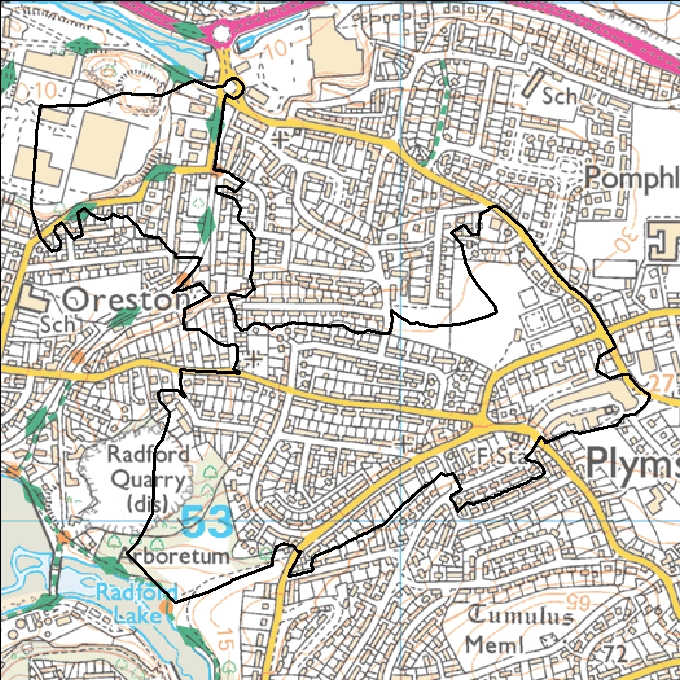 10
10
Sch
Pomphl
30
Oreston
Sch
27
Radford
Quarry
(dis)
F Sta
Plyms
53
Arboretum
Radford
Lake
15
Tumulus
Meml
65
72